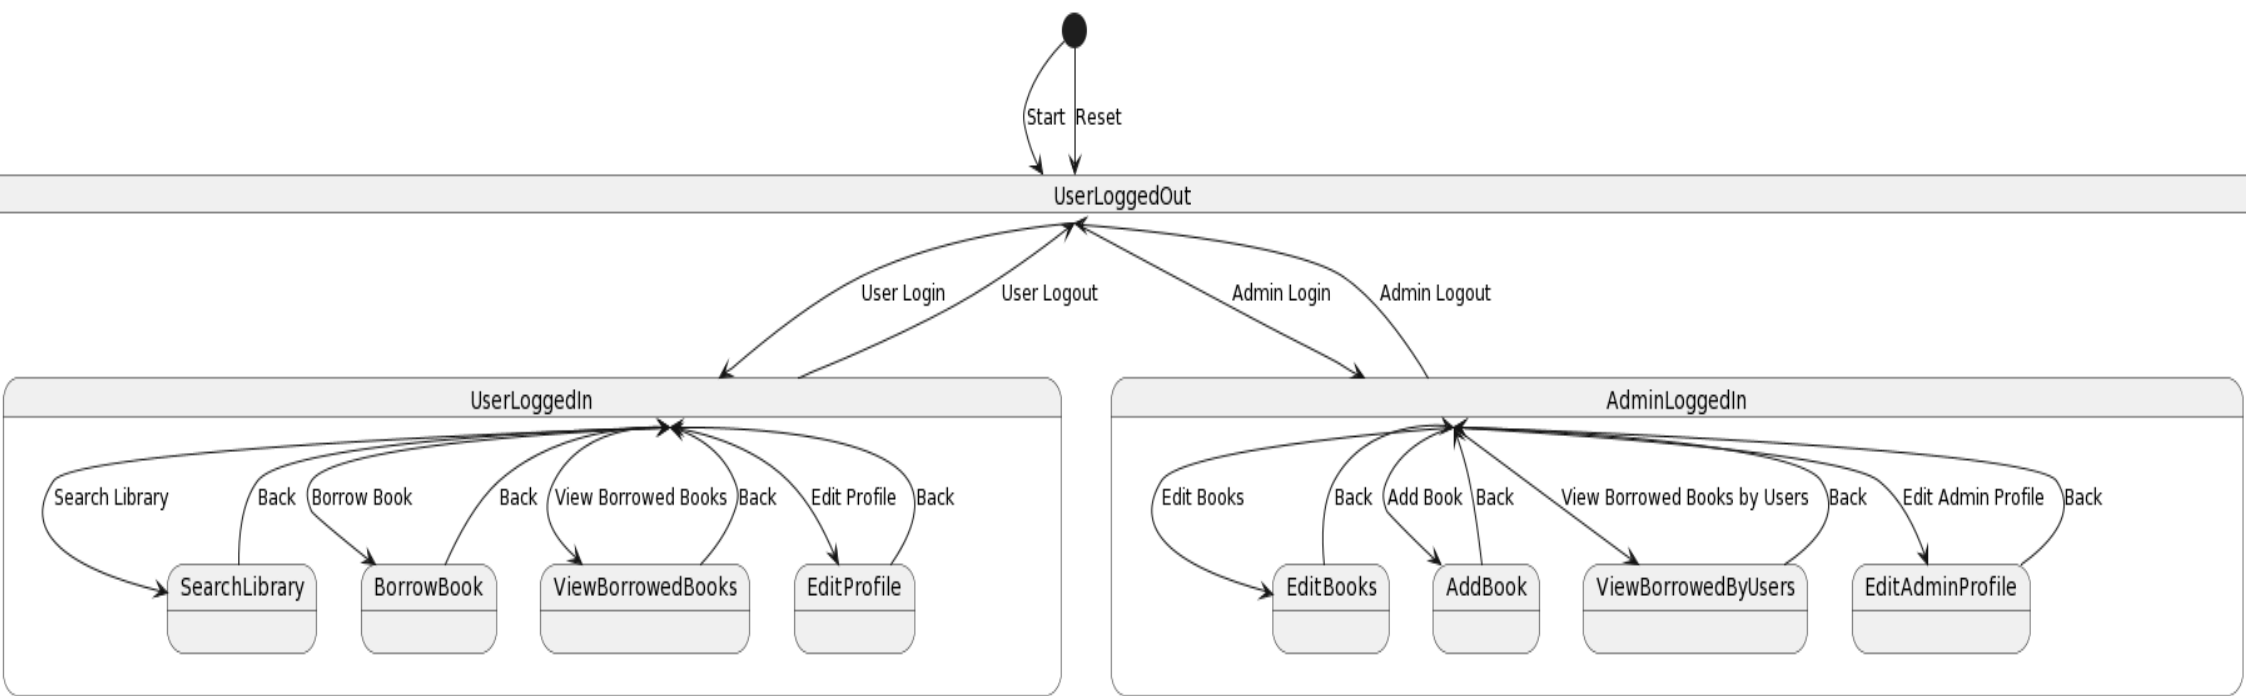 Start Reset
UserLoggedOut
User Login User Logout Admin Login Admin Logout
UserLoggedIn AdminLoggedIn
Search Library Back Borrow Book Back View Borrowed Books Back Edit Profile Back Edit Books Back Add Book Back View Borrowed Books by Users Back Edit Admin Profile Back
SearchLibrary BorrowBook ViewBorrowedBooks EditProfile EditBooks AddBook ViewBorrowedByUsers EditAdminProfile